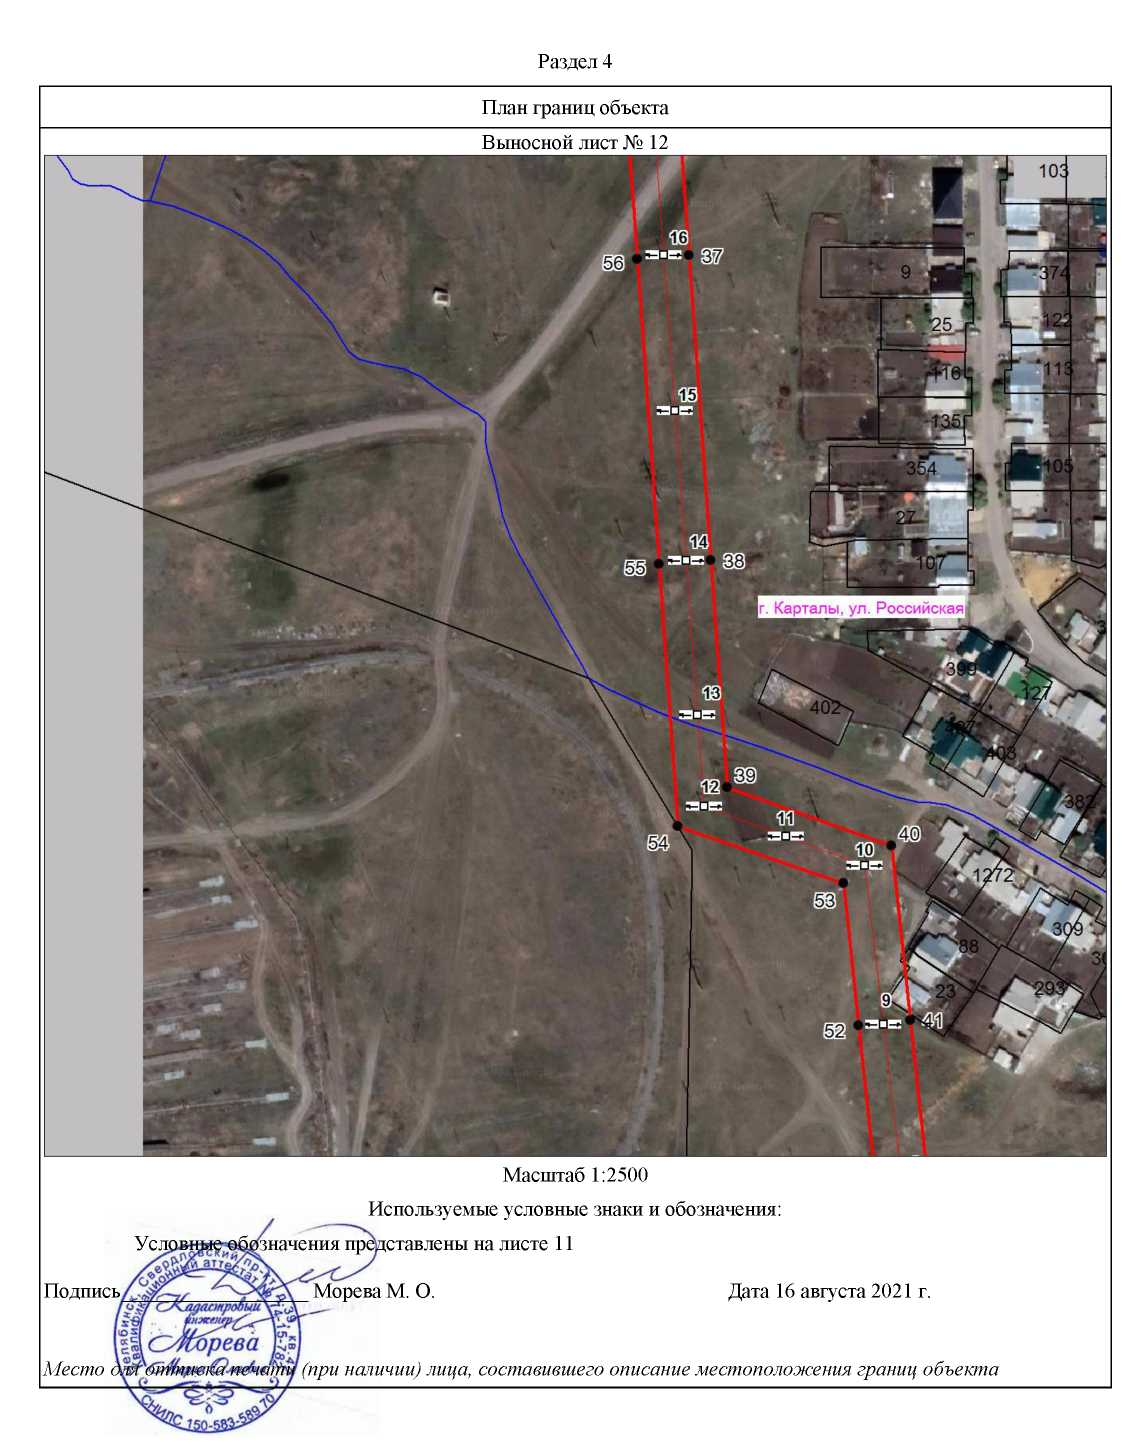 Раздел 4
План границ объекта
Выносной лист № 12
103
16
56
37
9
374
25
122
116
113
15
135
354
105
27
14
55
38
107
г. Карталы, ул. Российская
399
127
13
402
403
39
12
382
11
54
40
10
1272
53
309
88
293
23
9
52
41
Масштаб 1:2500
Используемые условные знаки и обозначения:
Условные обозначения представлены на листе 11
Подпись Морева М. О.
Дата 16 августа 2021 г.
Кадастровый
инженер
Морева
Место для оттиска печати (при наличии) лица, составившего описание местоположения границ объекта
СНИЛС 150-583-589 70